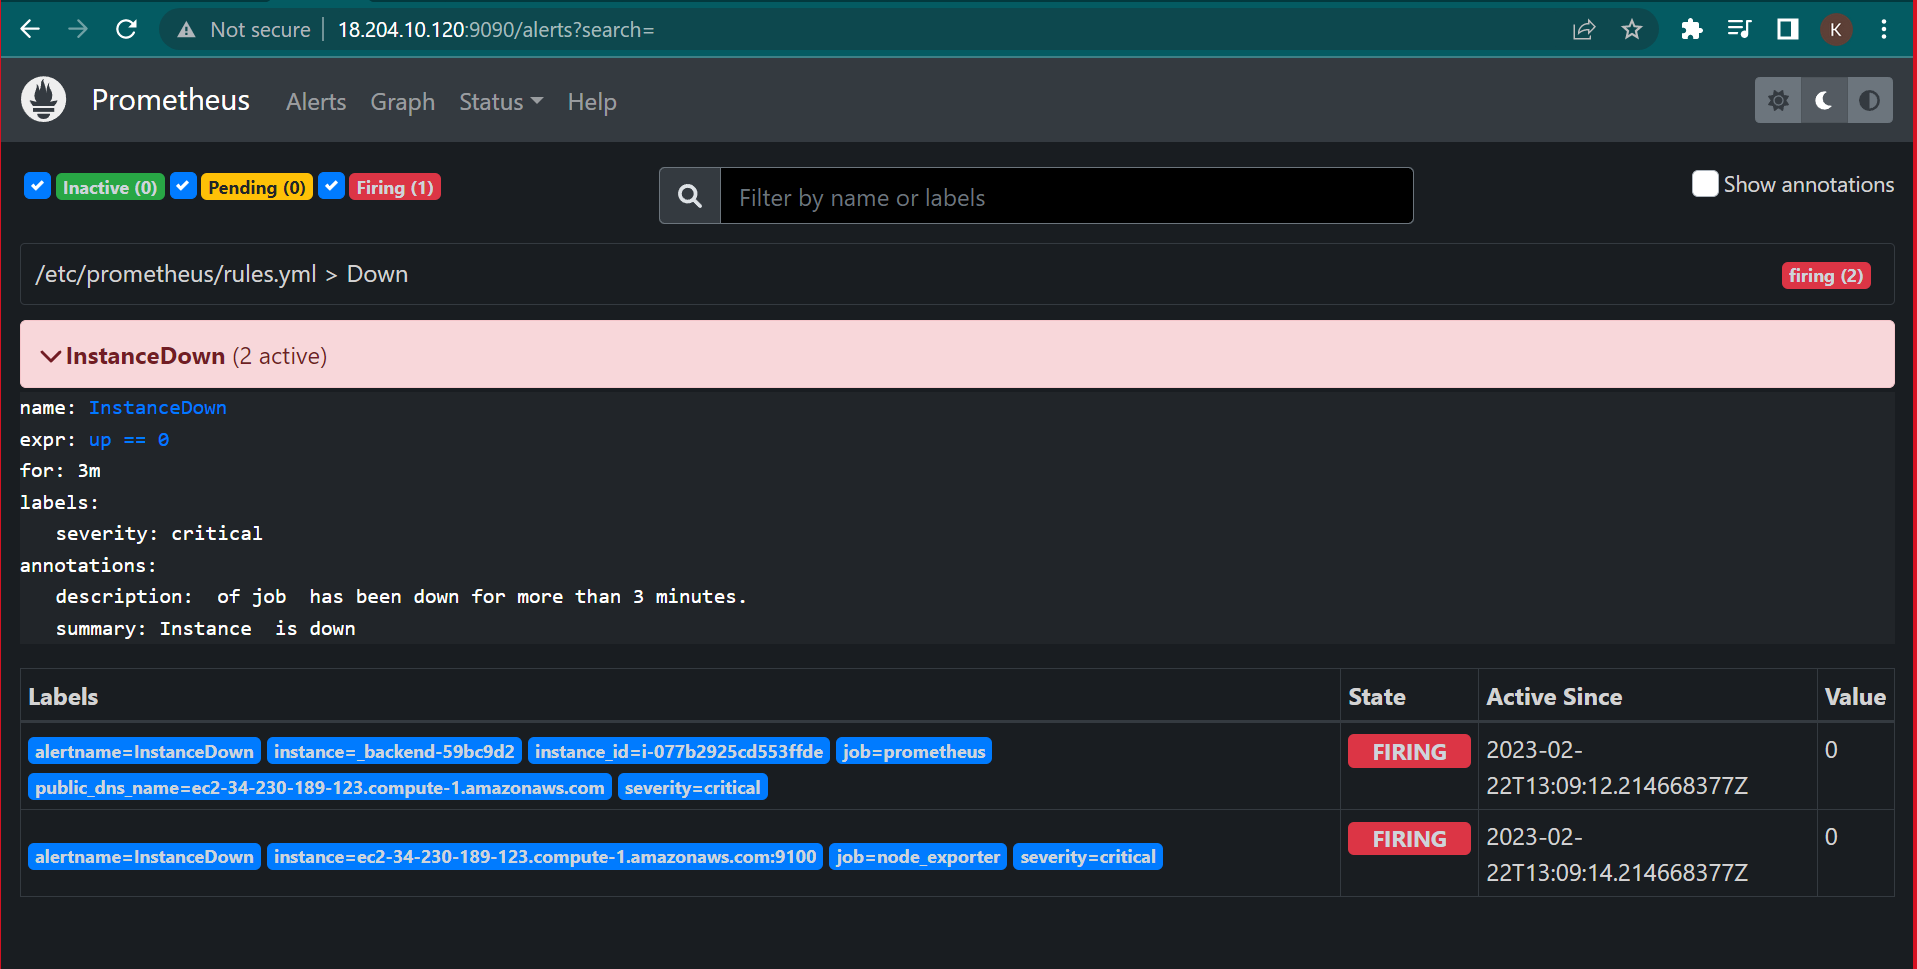 Not secure | 18.204.10.120:9090/alerts?search=
K
Prometheus Alerts Graph Status Help
Inactive (0) Pending (0) Firing (1) Filter by name or labels Show annotations
/etc/prometheus/rules.yml > Down firing (2)
InstanceDown (2 active)
name: InstanceDown
expr: up == 0
for: 3m
labels:
severity: critical
annotations:
description:  of job  has been down for more than 3 minutes.
summary: Instance  is down
Labels State Active Since Value
alertname=InstanceDown instance=_backend-59bc9d2 instance_id=i-077b2925cd553ffde job=prometheus FIRING 2023-02- 0
public_dns_name=ec2-34-230-189-123.compute-1.amazonaws.com severity=critical 22T13:09:12.214668377Z
alertname=InstanceDown instance=ec2-34-230-189-123.compute-1.amazonaws.com:9100 job=node_exporter severity=critical FIRING 2023-02- 0
22T13:09:14.214668377Z